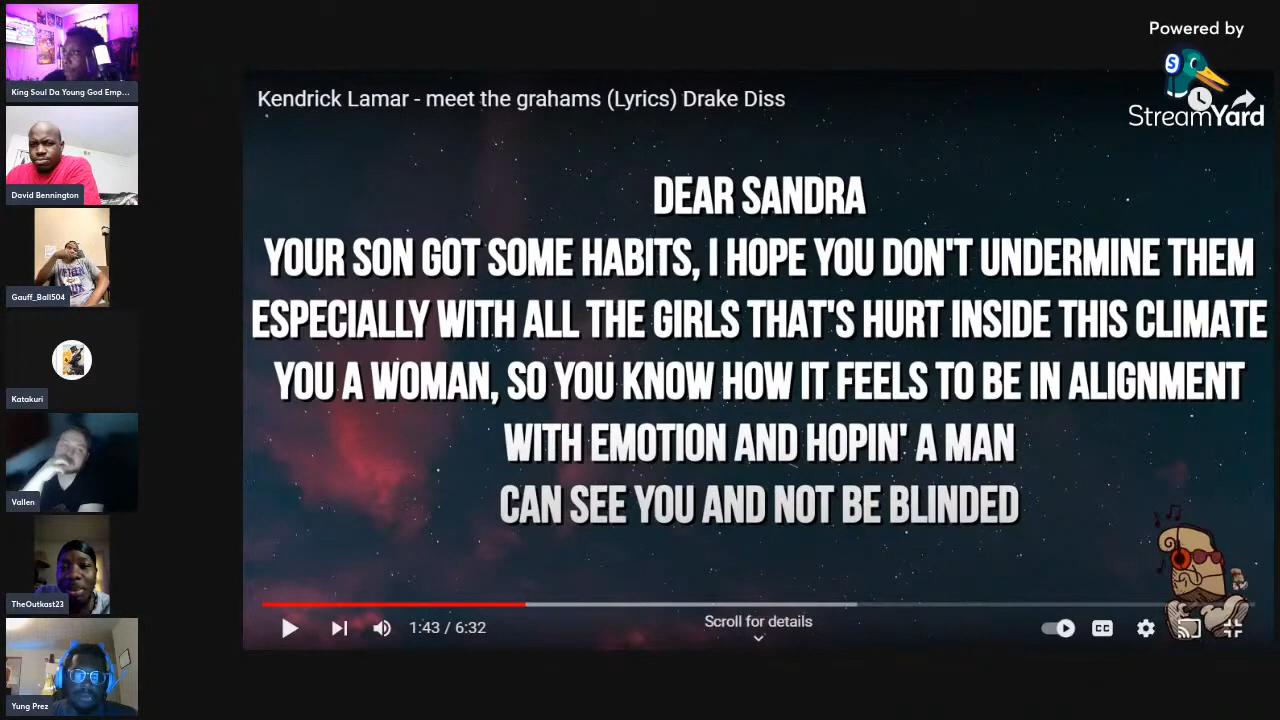 King Soul Da Young God Emp...
David Bennington
Gauff_Ball504
Katakuri
Vallen
TheOutkast23
Yung Prez
Powered by
S
StreamYard
Kendrick Lamar - meet the grahams (Lyrics) Drake Diss
DEAR SANDRA
YOUR SON GOT SOME HABITS, I HOPE YOU DON'T UNDERMINE THEM
ESPECIALLY WITH ALL THE GIRLS THAT'S HURT INSIDE THIS CLIMATE
YOU A WOMAN, SO YOU KNOW HOW IT FEELS TO BE IN ALIGNMENT
WITH EMOTION AND HOPIN' A MAN
CAN SEE YOU AND NOT BE BLINDED
1:43 / 6:32
Scroll for details
CC